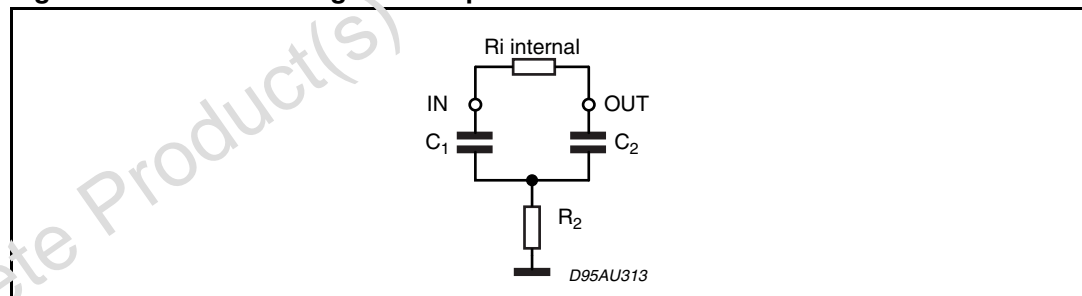 Ri internal
IN
OUT
C1
C2
R2
D95AU313
ete Product(s)